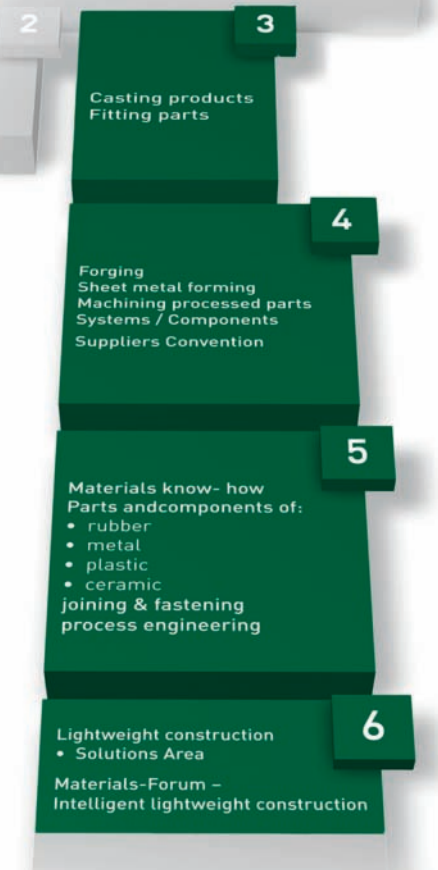 2
3
Casting products
Fitting parts
4
Forging
Sheet metal forming
Machining processed parts
Systems / Components
Suppliers Convention
5
Materials know- how
Parts andcomponents of:
• rubber
• metal
• plastic
• ceramic
joining & fastening
process engineering
6
Lightweight construction
• Solutions Area
Materials-Forum –
Intelligent lightweight construction